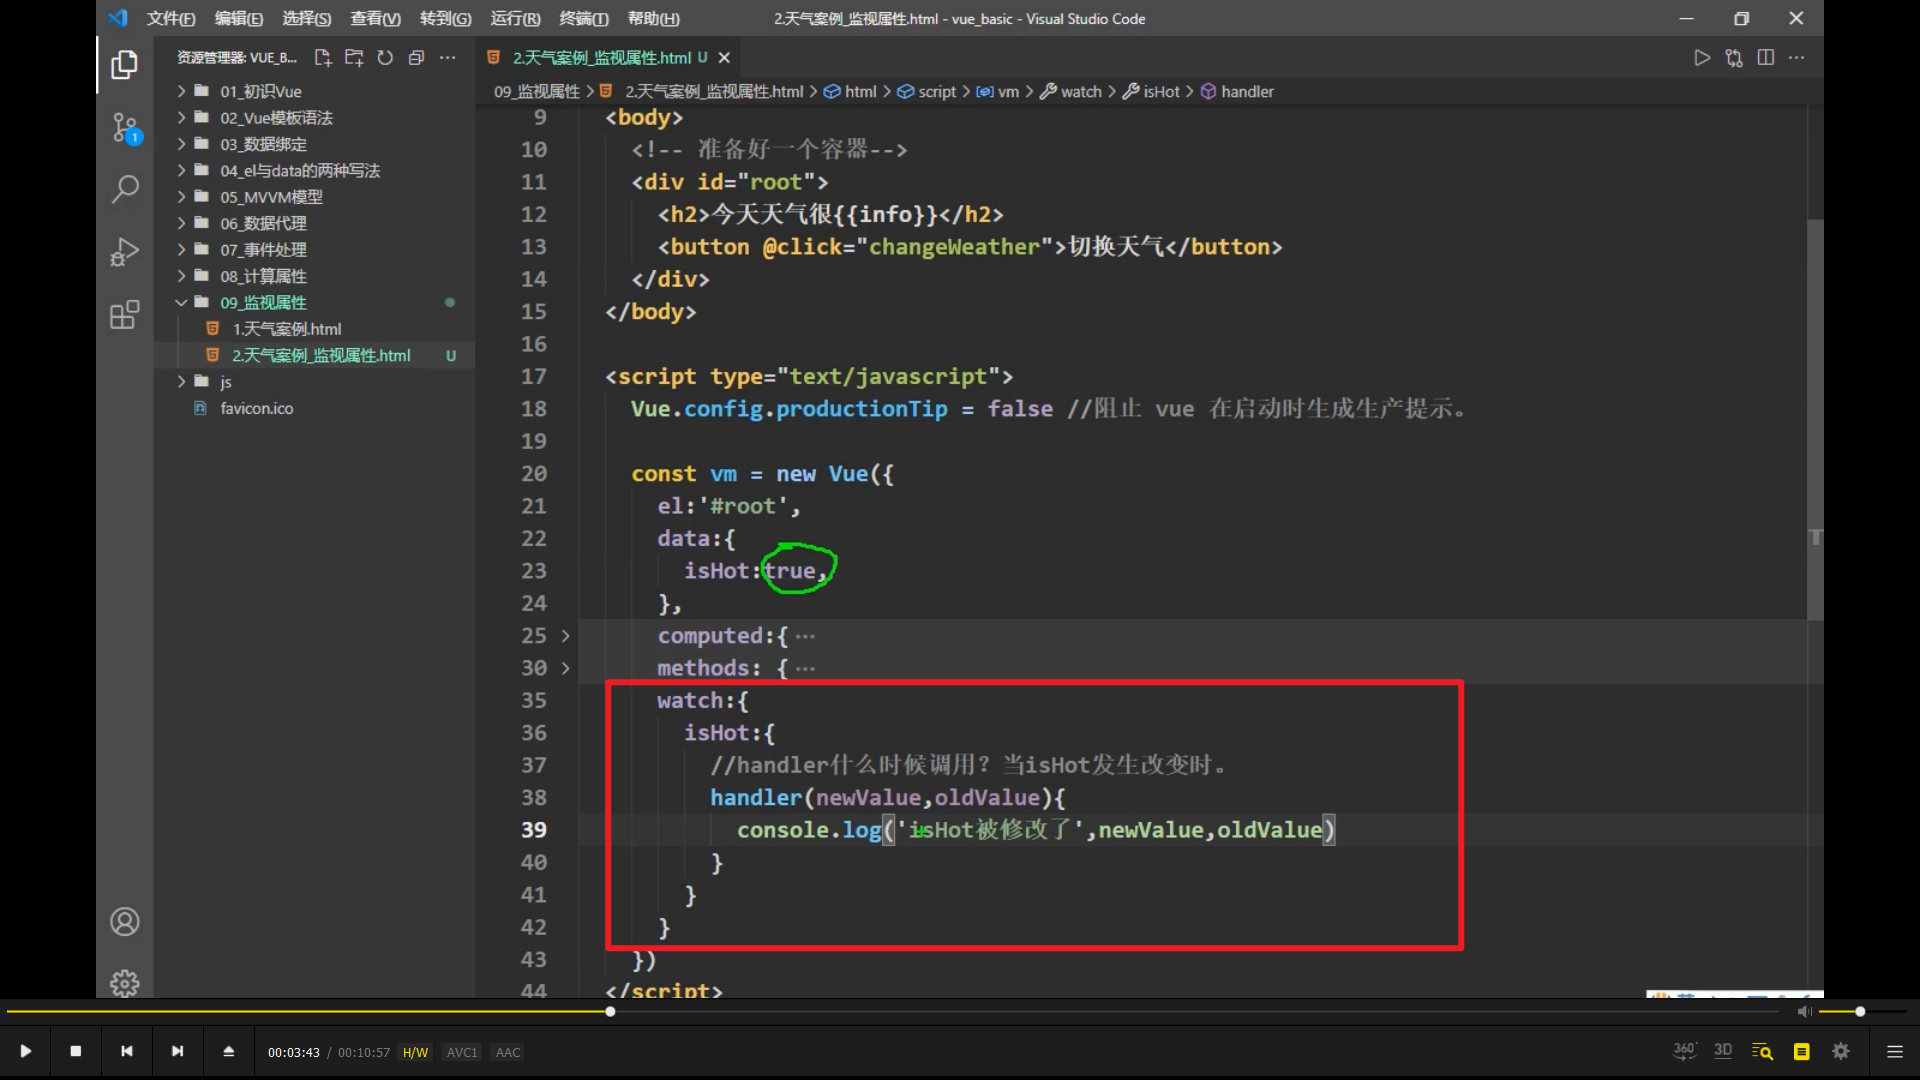 文件(F) 编辑(E) 选择(S) 查看(V) 转到(G) 运行(R) 终端(T) 帮助(H) 2.天气案例_监视属性.html - vue_basic - Visual Studio Code
资源管理器: VUE_B...
2.天气案例_监视属性.html U
09_监视属性 > 2.天气案例_监视属性.html > html > script > vm > watch > isHot > handler
1
01_初识Vue
02_Vue模板语法
03_数据绑定
04_el与data的两种写法
05_MVVM模型
06_数据代理
07_事件处理
08_计算属性
09_监视属性
1.天气案例.html
2.天气案例_监视属性.html U
js
favicon.ico
9 <body>
10 <!-- 准备好一个容器-->
11 <div id="root">
12 <h2>今天天气很{{info}}</h2>
13 <button @click="changeWeather">切换天气</button>
14 </div>
15 </body>
16
17 <script type="text/javascript">
18 Vue.config.productionTip = false //阻止 vue 在启动时生成生产提示。
19
20 const vm = new Vue({
21 el:'#root',
22 data:{
23 isHot:true,
24 },
25 computed:{ ...
30 methods: { ...
35 watch:{
36 isHot:{
37 //handler什么时候调用？当isHot发生改变时。
38 handler(newValue,oldValue){
39 console.log('isHot被修改了',newValue,oldValue)
40 }
41 }
42 }
43 })
44 </script>
00:03:43 / 00:10:57 H/W AVC1 AAC
360° 3D